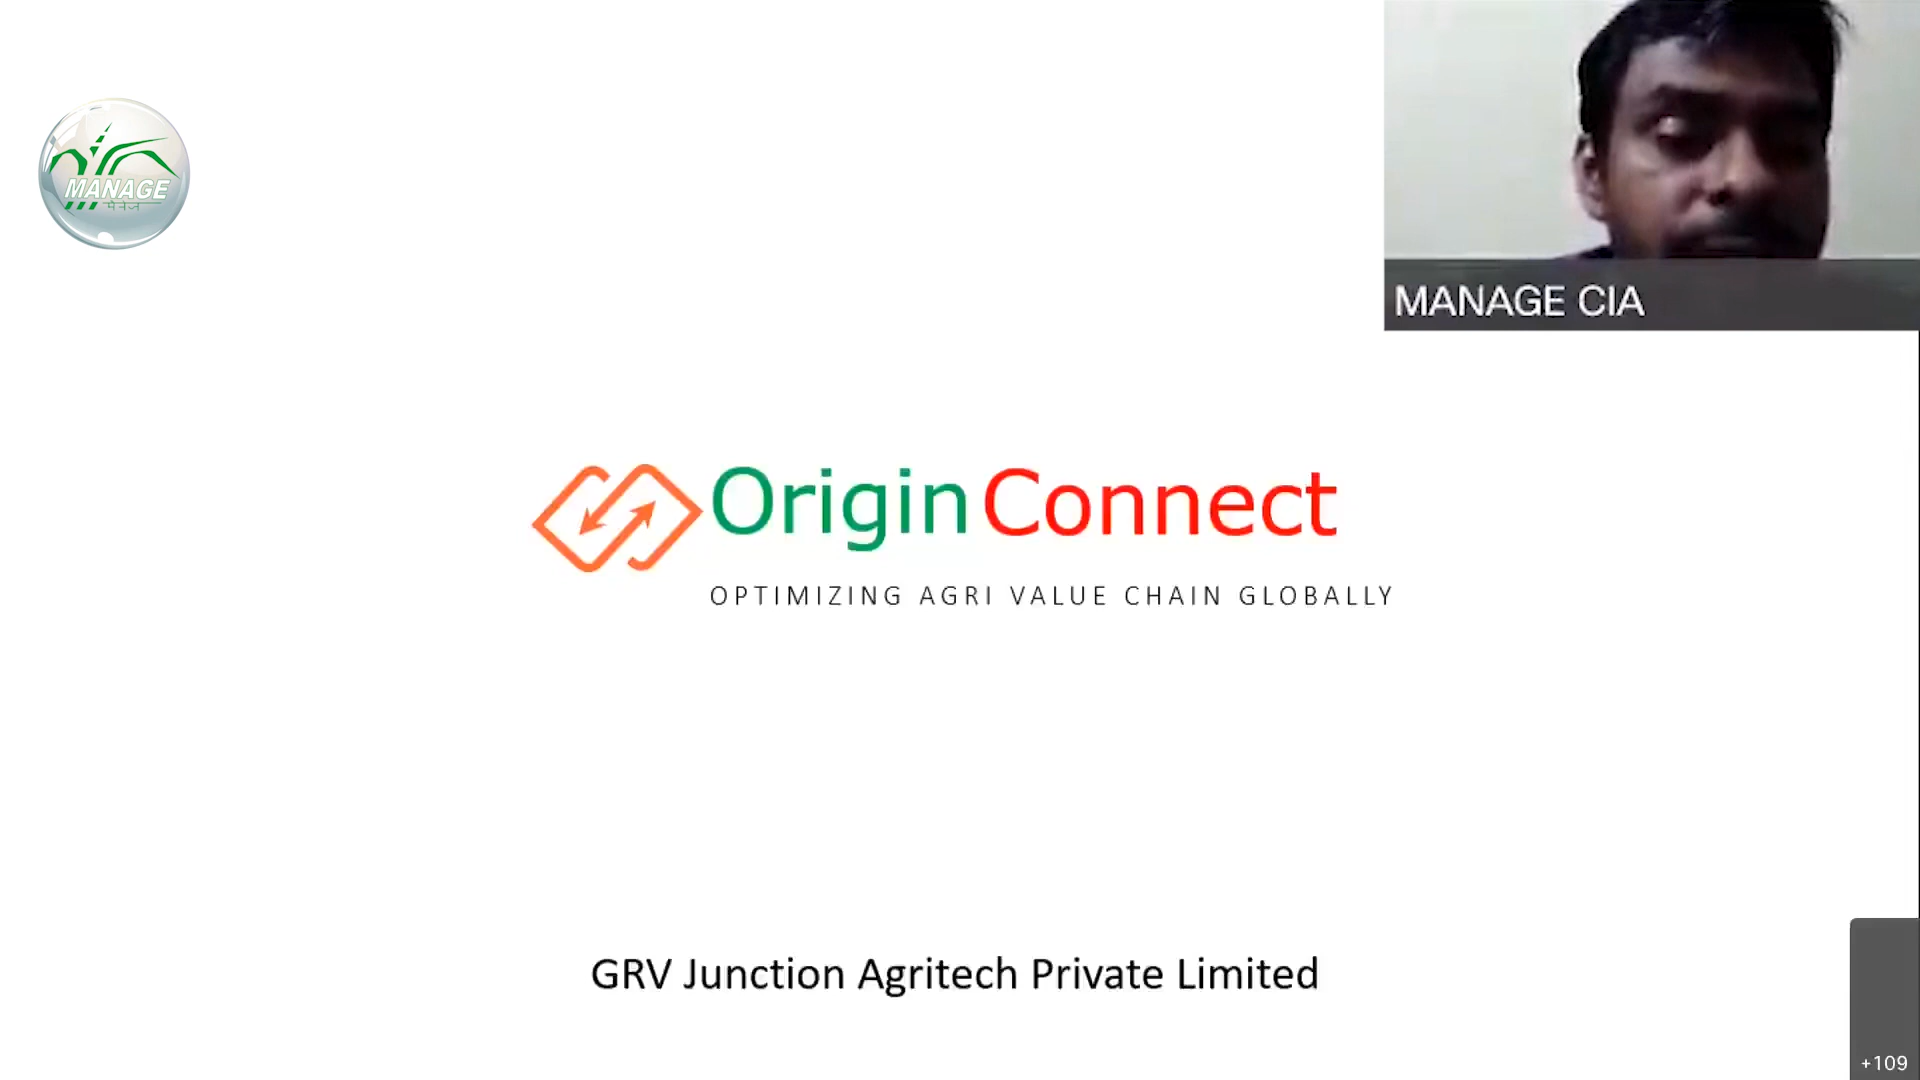 MANAGE
मैनेज
MANAGE CIA
Origin Connect
OPTIMIZING AGRI VALUE CHAIN GLOBALLY
GRV Junction Agritech Private Limited
+109